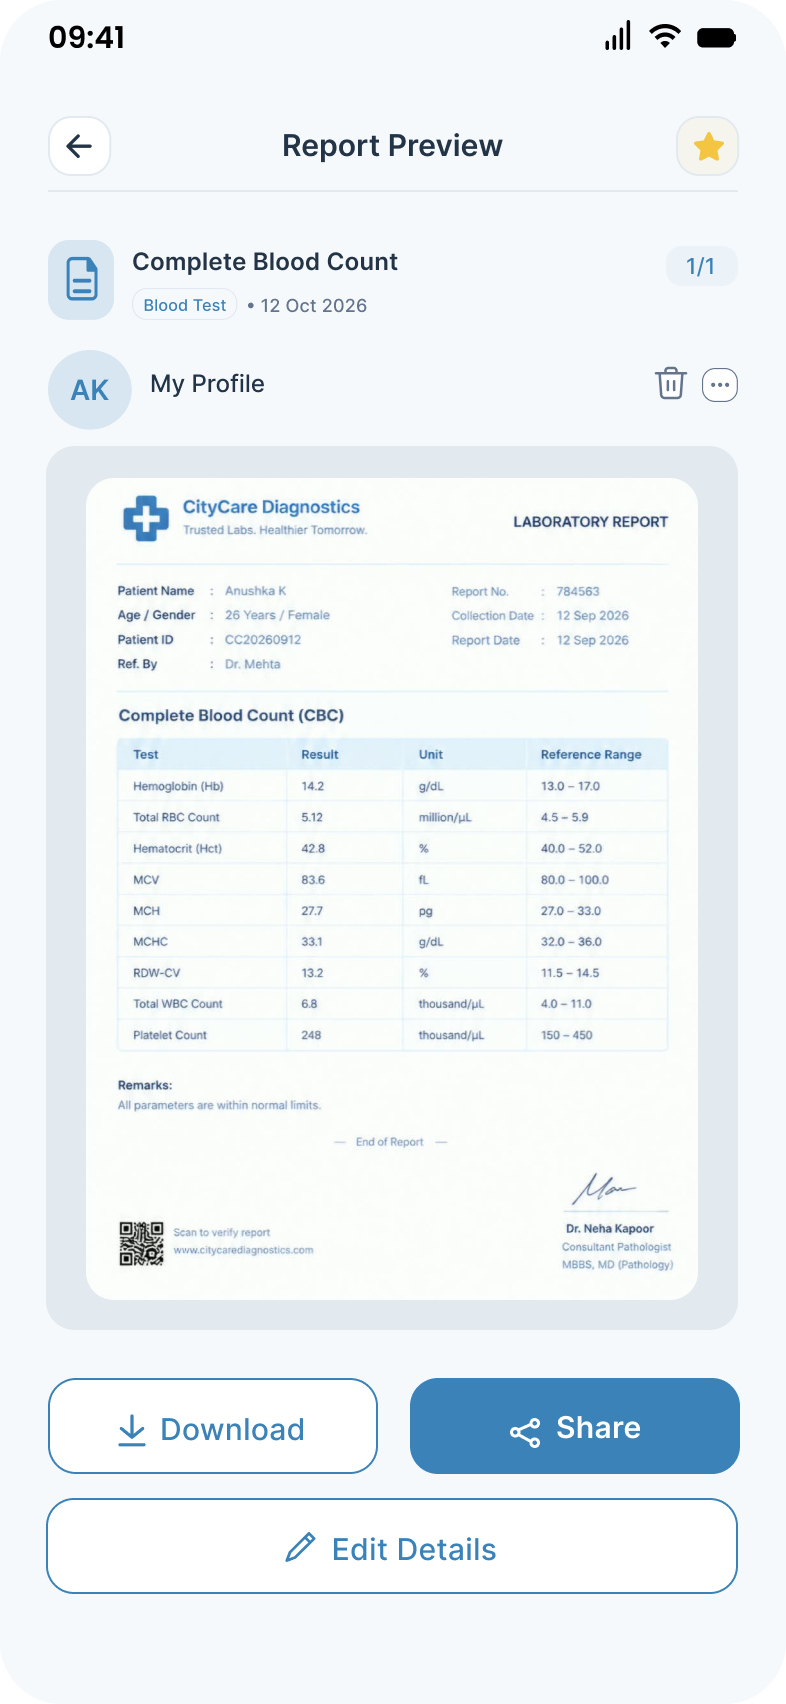 09:41
Report Preview
Complete Blood Count
1/1
Blood Test • 12 Oct 2026
AK My Profile
CityCare Diagnostics
Trusted Labs. Healthier Tomorrow.
LABORATORY REPORT
Patient Name : Anushka K Report No. : 784563
Age / Gender : 26 Years / Female Collection Date : 12 Sep 2026
Patient ID : CC20260912 Report Date : 12 Sep 2026
Ref. By : Dr. Mehta
Complete Blood Count (CBC)
Test Result Unit Reference Range
Hemoglobin (Hb) 14.2 g/dL 13.0 – 17.0
Total RBC Count 5.12 million/µL 4.5 – 5.9
Hematocrit (Hct) 42.8 % 40.0 – 52.0
MCV 83.6 fL 80.0 – 100.0
MCH 27.7 pg 27.0 – 33.0
MCHC 33.1 g/dL 32.0 – 36.0
RDW-CV 13.2 % 11.5 – 14.5
Total WBC Count 6.8 thousand/µL 4.0 – 11.0
Platelet Count 248 thousand/µL 150 – 450
Remarks:
All parameters are within normal limits.
— End of Report —
Scan to verify report
www.citycarediagnostics.com
Dr. Neha Kapoor
Consultant Pathologist
MBBS, MD (Pathology)
Download
Share
Edit Details